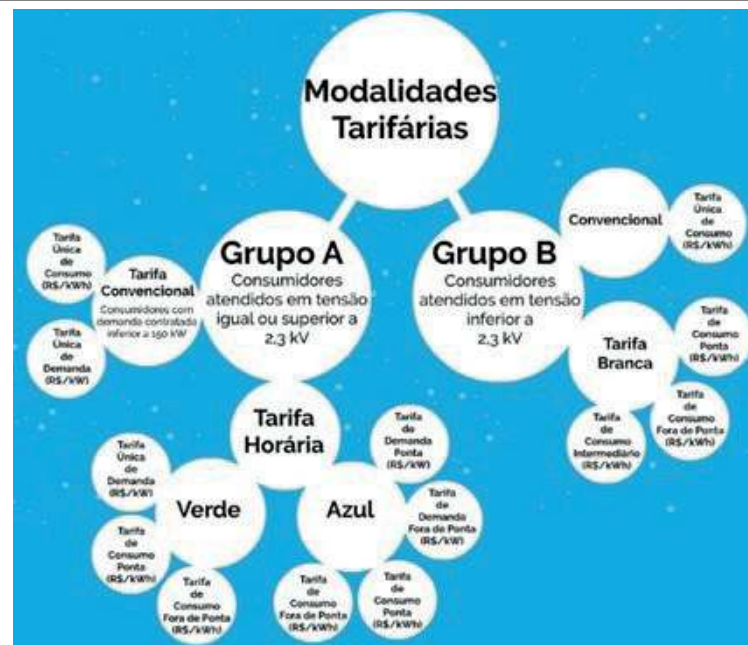 Modalidades
Tarifárias
Grupo A
Consumidores
atendidos em tensão
igual ou superior a
2,3 kV
Grupo B
Consumidores
atendidos em tensão
inferior a
2,3 kV
Tarifa
Única
de
Consumo
(R$/kWh)
Tarifa
Convencional
Consumidores com
demanda contratada
inferior a 150 kW
Tarifa
Única
de
Demanda
(R$/kW)
Convencional
Tarifa
Única
de
Consumo
(R$/kWh)
Tarifa
Branca
Tarifa
de
Consumo
Ponta
(R$/kWh)
Tarifa
de
Consumo
Fora de Ponta
(R$/kWh)
Tarifa
de
Consumo
Intermediário
(R$/kWh)
Tarifa
Horária
Verde
Tarifa
Única
de
Demanda
(R$/kW)
Tarifa
de
Consumo
Ponta
(R$/kWh)
Tarifa
de
Consumo
Fora de Ponta
(R$/kWh)
Azul
Tarifa
de
Demanda
Ponta
(R$/kW)
Tarifa
de
Demanda
Fora de Ponta
(R$/kW)
Tarifa
de
Consumo
Fora de Ponta
(R$/kWh)
Tarifa
de
Consumo
Ponta
(R$/kWh)